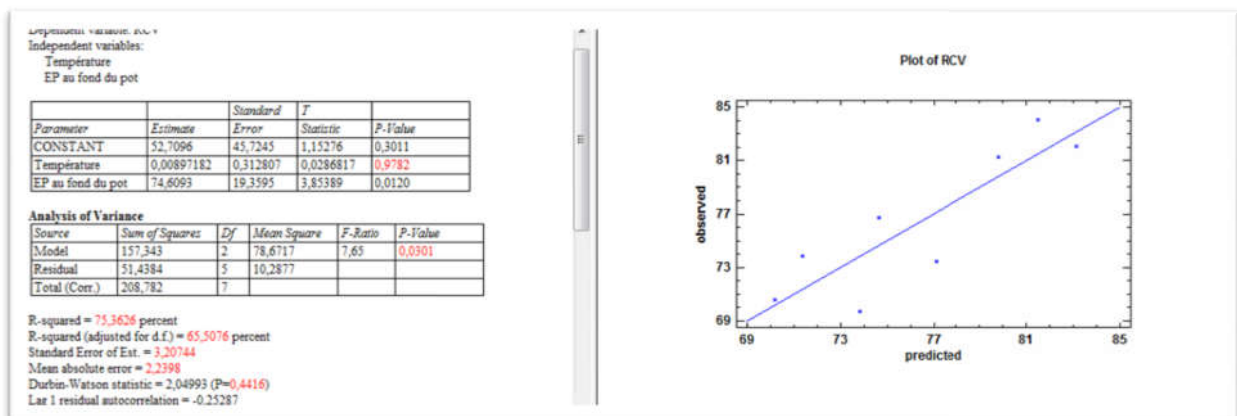 Dependent variable: RCV
Independent variables:
Température
EP au fond du pot
Standard T
Parameter Estimate Error Statistic P-Value
CONSTANT 52,7096 45,7245 1,15276 0,3011
Température 0,00897182 0,312807 0,0286817 0,9782
EP au fond du pot 74,6093 19,3595 3,85389 0,0120
Analysis of Variance
Source Sum of Squares Df Mean Square F-Ratio P-Value
Model 157,343 2 78,6717 7,65 0,0301
Residual 51,4384 5 10,2877
Total (Corr.) 208,782 7
R-squared = 75,3626 percent
R-squared (adjusted for d.f.) = 65,5076 percent
Standard Error of Est. = 3,20744
Mean absolute error = 2,2398
Durbin-Watson statistic = 2,04993 (P=0,4416)
Lag 1 residual autocorrelation = -0,25287
Plot of RCV
85
81
77
73
69
observed
69 73 77 81 85
predicted